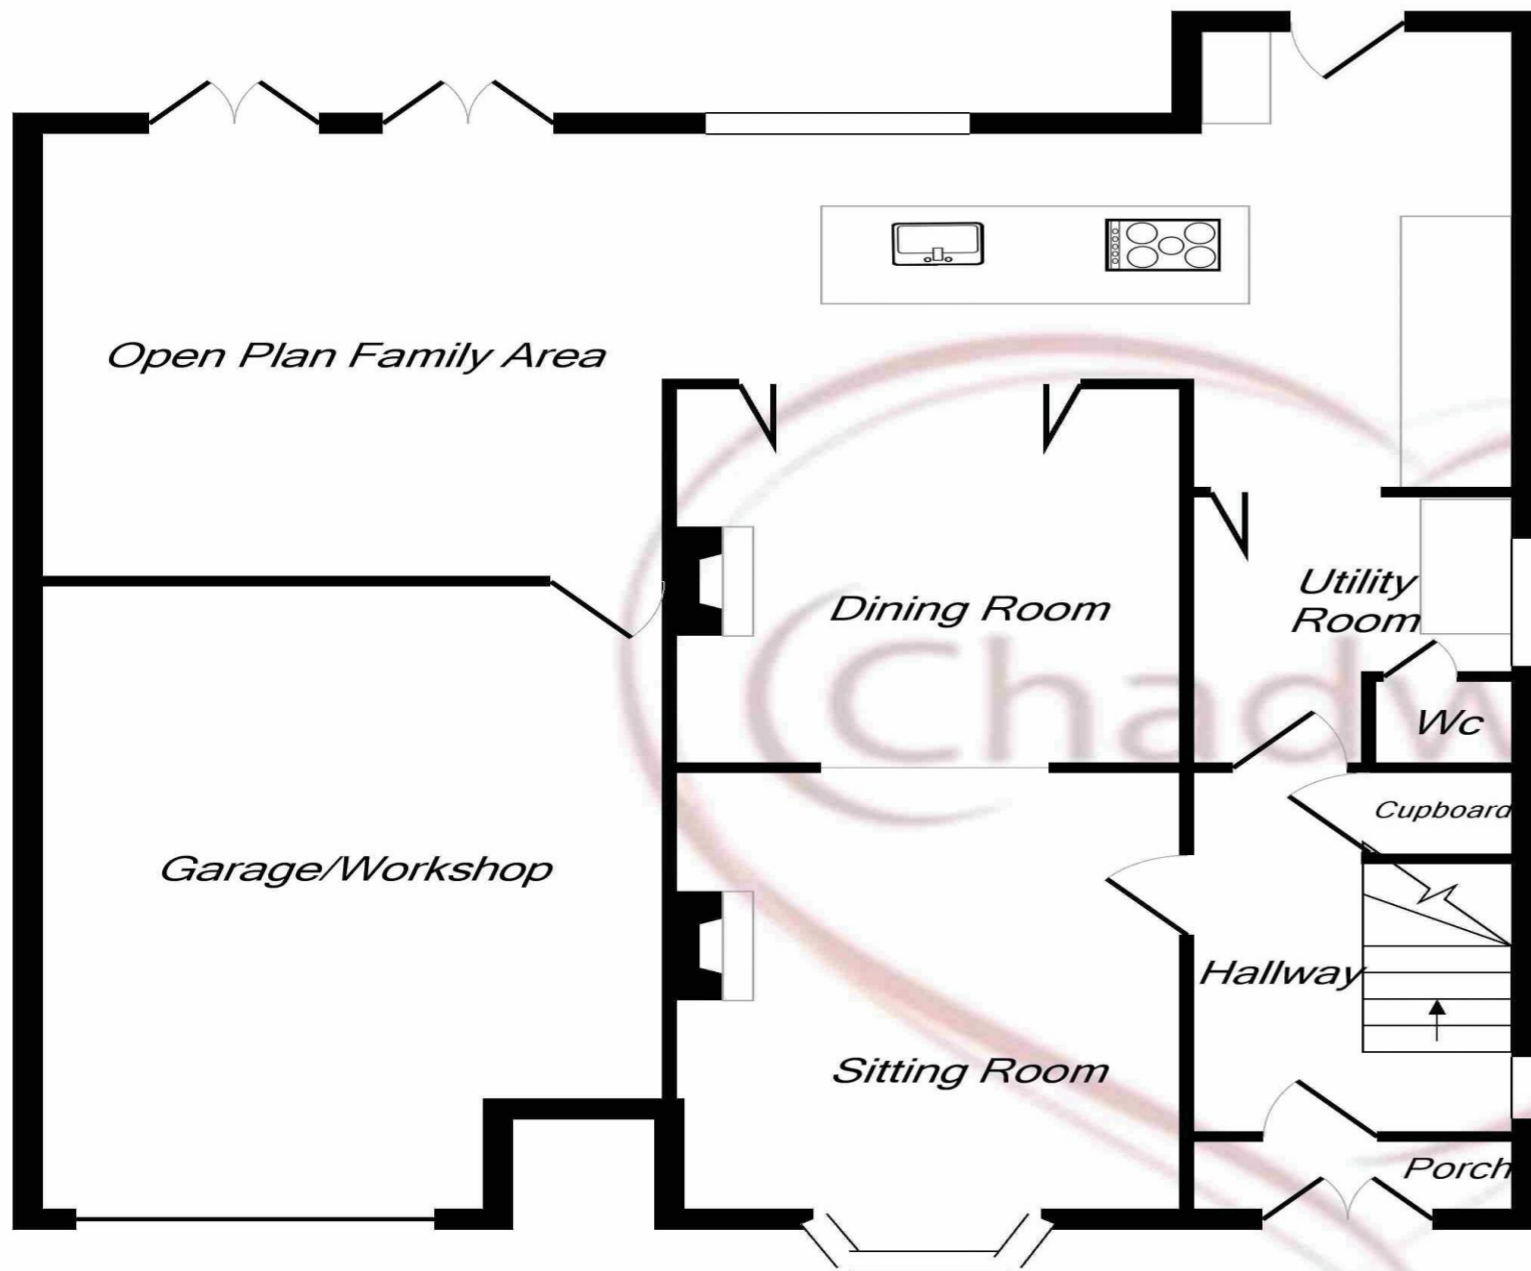 Open Plan Family Area
Utility
Room
Dining Room
Chadw
Wc
Cupboard
Garage/Workshop
Hallway
Sitting Room
Porch